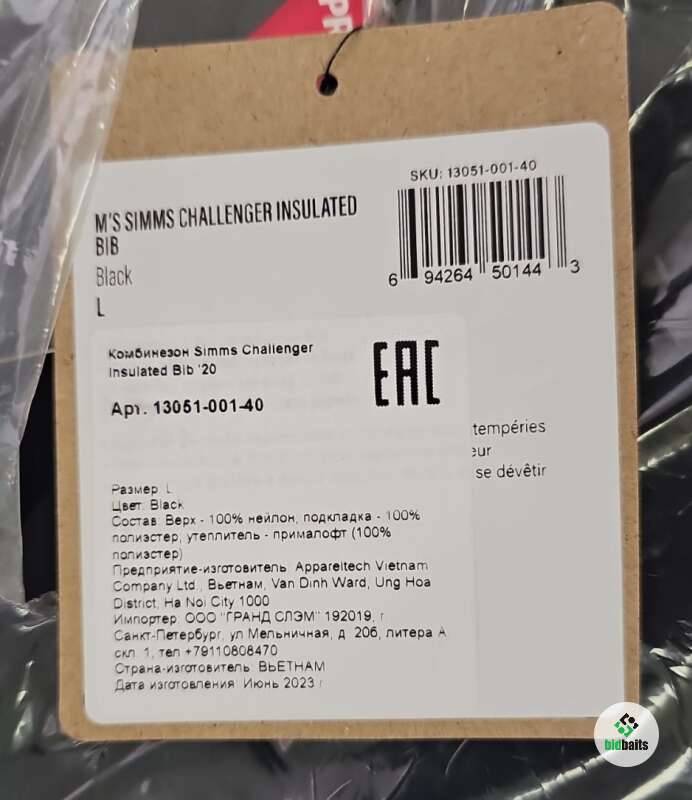 PR
SKU: 13051-001-40
M'S SIMMS CHALLENGER INSULATED
BIB
Black
L
6 94264 50144 3
Комбинезон Simms Challenger
Insulated Bib '20
EAC
Арт. 13051-001-40
tempéries
eur
se dévêtir
Размер: L
Цвет: Black
Состав: Верх - 100% нейлон, подкладка - 100%
полиэстер, утеплитель - прималофт (100%
полиэстер)
Предприятие-изготовитель: Appareltech Vietnam
Company Ltd., Вьетнам, Van Dinh Ward, Ung Hoa
District, Ha Noi City 1000
Импортер: ООО "ГРАНД СЛЭМ" 192019, г.
Санкт-Петербург, ул Мельничная, д. 20б, литера А
скл. 1, тел +79110808470
Страна-изготовитель: ВЬЕТНАМ
Дата изготовления: Июнь 2023 г
bidbaits